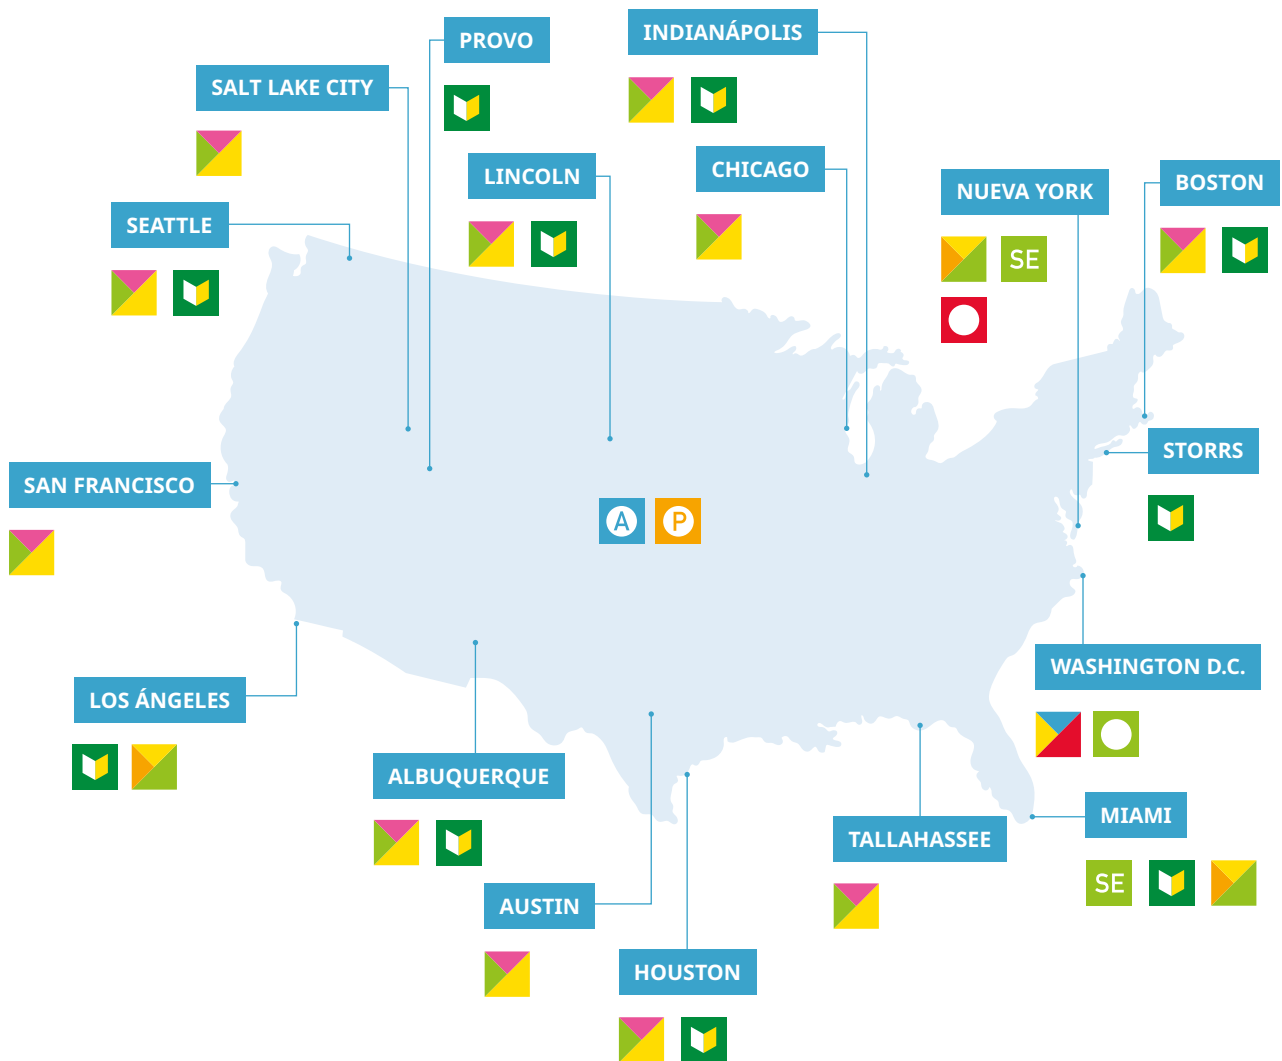 PROVO
INDIANÁPOLIS
SALT LAKE CITY
LINCOLN
CHICAGO
NUEVA YORK
BOSTON
SEATTLE
SE
STORRS
SAN FRANCISCO
A
P
WASHINGTON D.C.
LOS ÁNGELES
ALBUQUERQUE
MIAMI
TALLAHASSEE
SE
AUSTIN
HOUSTON